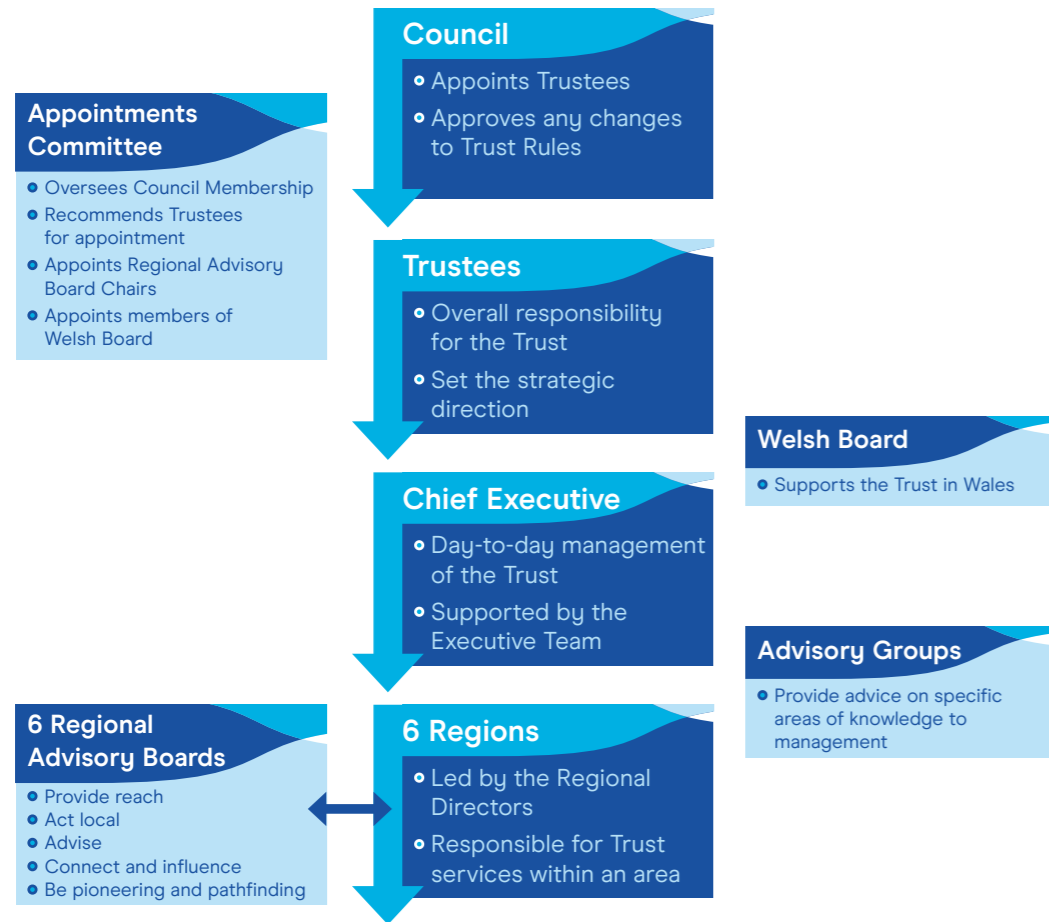 Council
Appoints Trustees
Approves any changes
to Trust Rules
Appointments
Committee
Oversees Council Membership
Recommends Trustees
for appointment
Appoints Regional Advisory
Board Chairs
Appoints members of
Welsh Board
Trustees
Overall responsibility
for the Trust
Set the strategic
direction
Welsh Board
Supports the Trust in Wales
Chief Executive
Day-to-day management
of the Trust
Supported by the
Executive Team
Advisory Groups
Provide advice on specific
areas of knowledge to
management
6 Regional
Advisory Boards
Provide reach
Act local
Advise
Connect and influence
Be pioneering and pathfinding
6 Regions
Led by the Regional
Directors
Responsible for Trust
services within an area